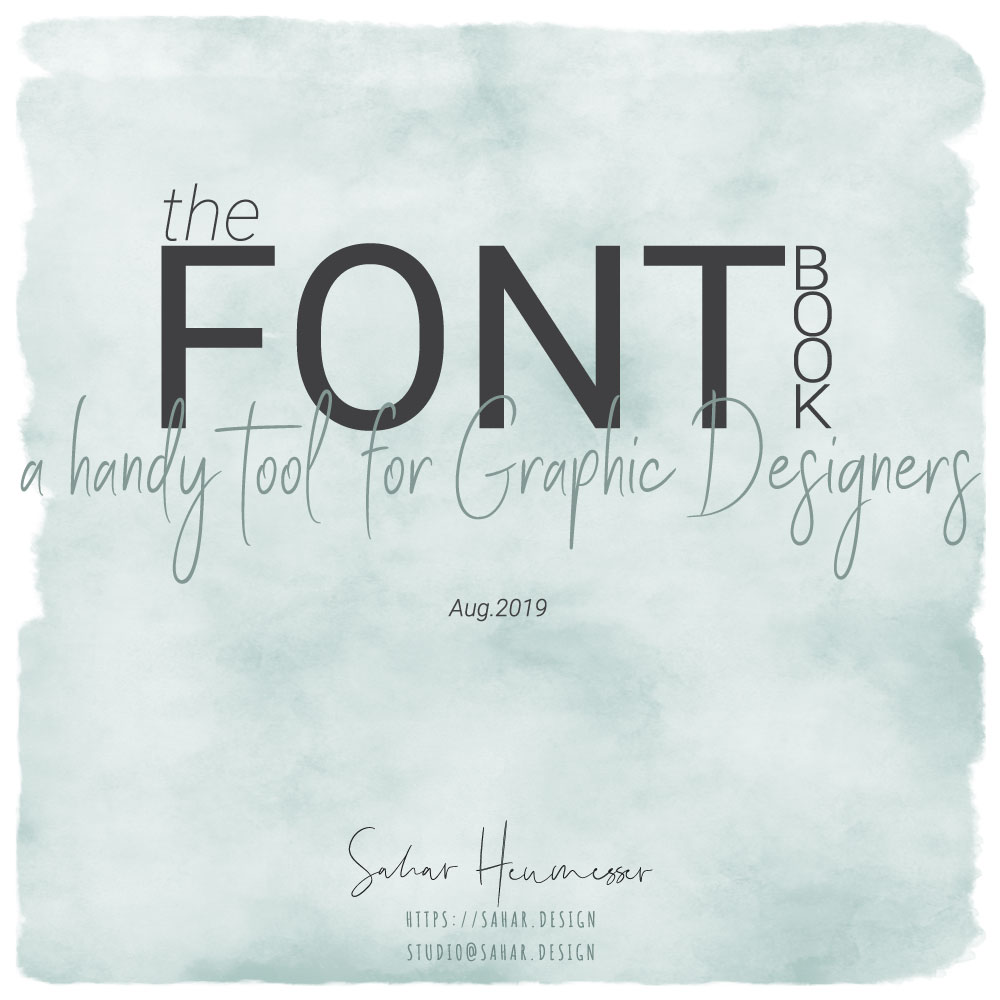 the
FONT
BOOK
a handy tool for Graphic Designers
Aug.2019
Sahar Heumesser
HTTPS://SAHAR.DESIGN
STUDIO@SAHAR.DESIGN